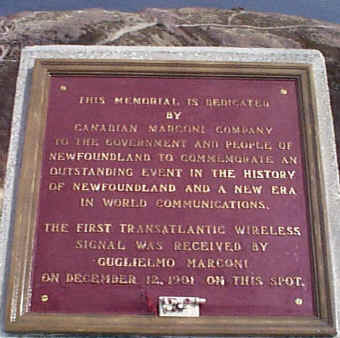 THIS MEMORIAL IS DEDICATED
BY
CANADIAN MARCONI COMPANY
TO THE GOVERNMENT AND PEOPLE OF
NEWFOUNDLAND TO COMMEMORATE AN
OUTSTANDING EVENT IN THE HISTORY
OF NEWFOUNDLAND AND A NEW ERA
IN WORLD COMMUNICATIONS.
THE FIRST TRANSATLANTIC WIRELESS
SIGNAL WAS RECEIVED BY
GUGLIELMO MARCONI
ON DECEMBER 12, 1901 ON THIS SPOT.